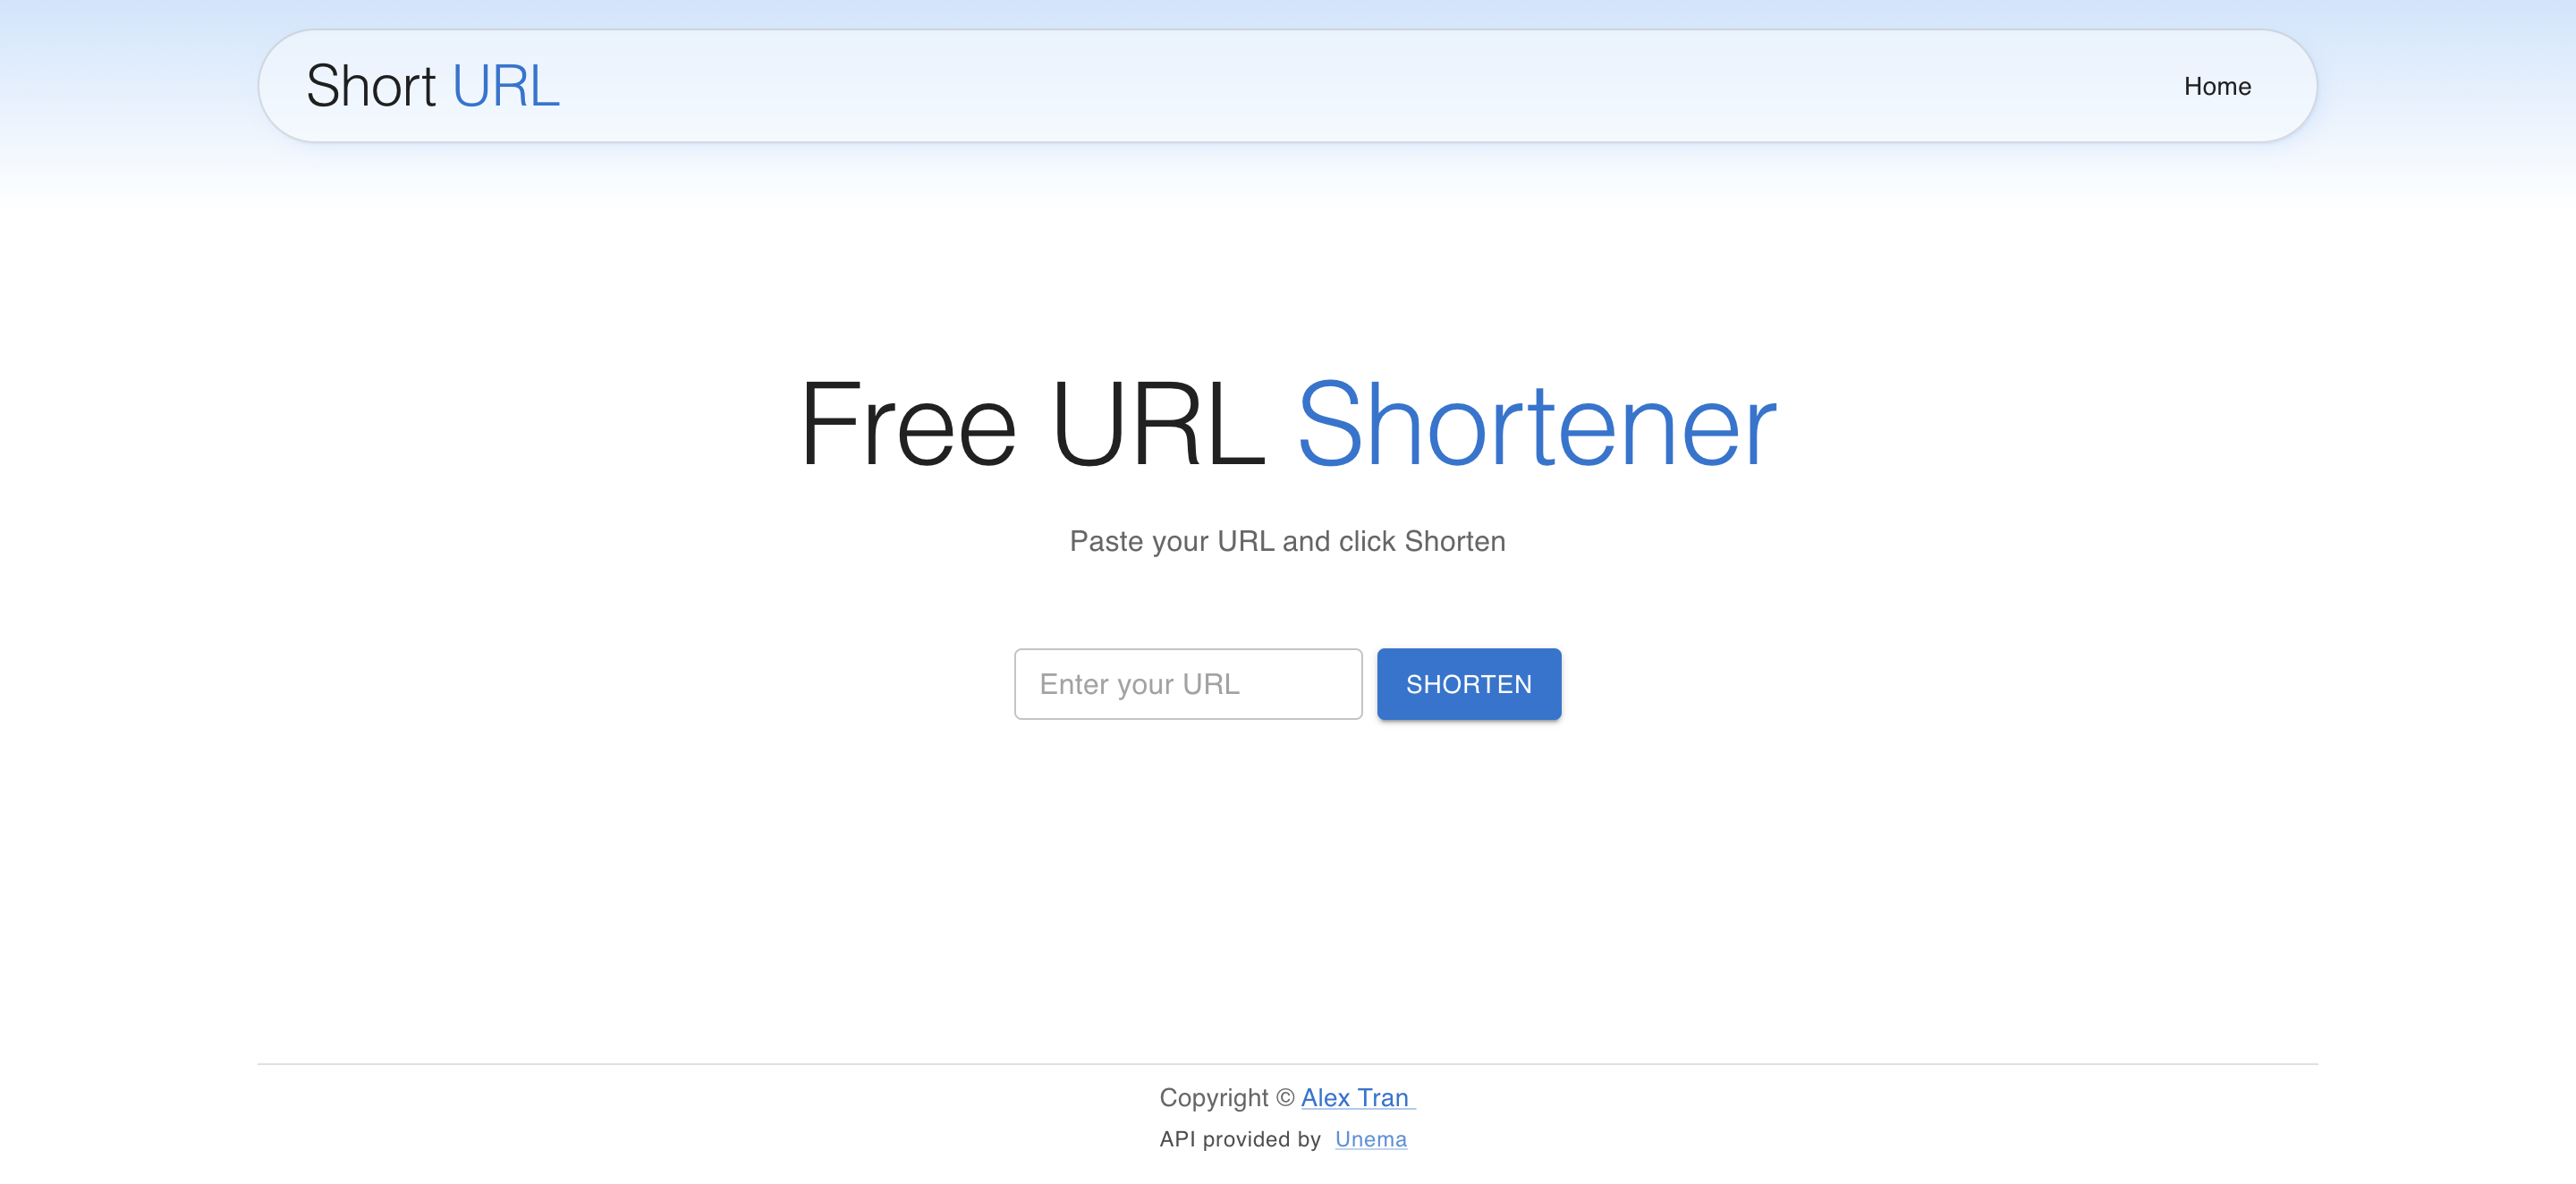 Short URL
Home
Free URL Shortener
Paste your URL and click Shorten
Enter your URL
SHORTEN
Copyright © Alex Tran
API provided by Unema